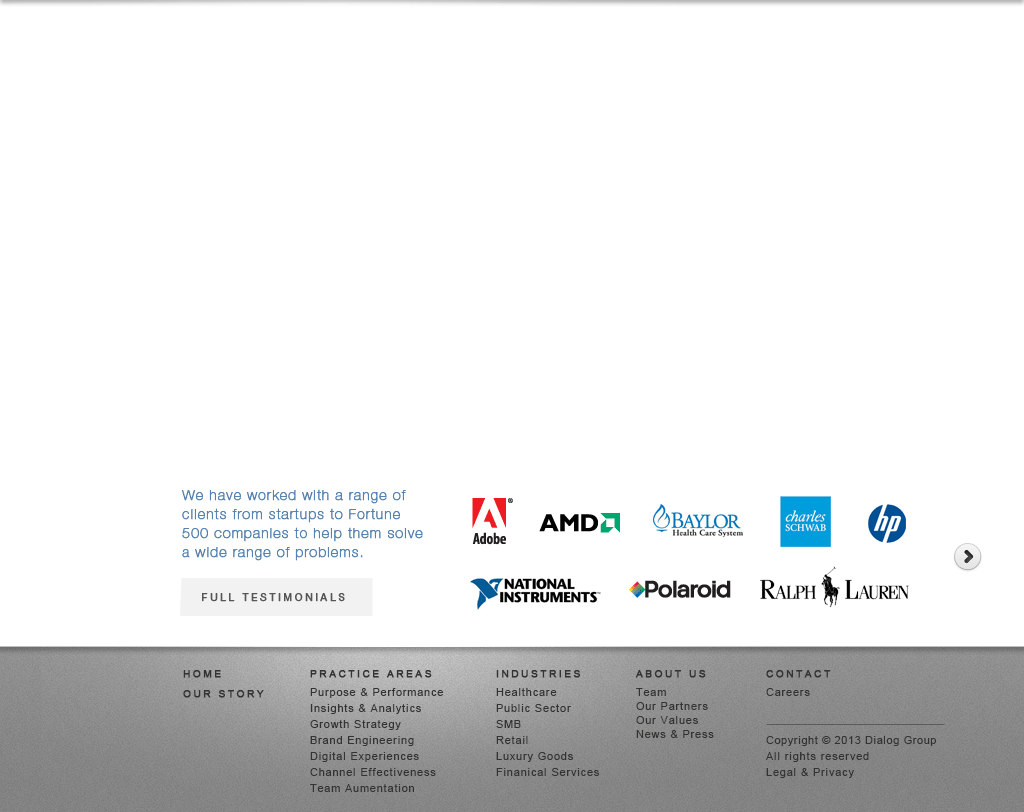 We have worked with a range of
clients from startups to Fortune
500 companies to help them solve
a wide range of problems.
FULL TESTIMONIALS
Adobe®
AMD
BAYLOR
Health Care System
charles
SCHWAB
hp
NATIONAL
INSTRUMENTS™
Polaroid
RALPH LAUREN
HOME
OUR STORY
PRACTICE AREAS
Purpose & Performance
Insights & Analytics
Growth Strategy
Brand Engineering
Digital Experiences
Channel Effectiveness
Team Aumentation
INDUSTRIES
Healthcare
Public Sector
SMB
Retail
Luxury Goods
Finanical Services
ABOUT US
Team
Our Partners
Our Values
News & Press
CONTACT
Careers
Copyright © 2013 Dialog Group
All rights reserved
Legal & Privacy